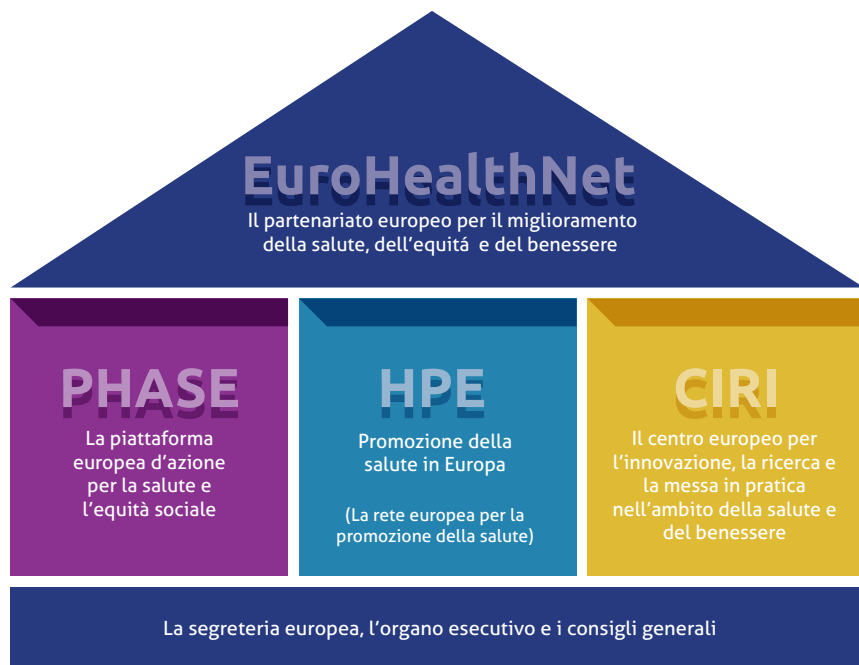 EuroHealthNet
Il partenariato europeo per il miglioramento
della salute, dell'equitá e del benessere
PHASE
La piattaforma
europea d'azione
per la salute e
l'equità sociale
HPE
Promozione della
salute in Europa
(La rete europea per la
promozione della salute)
CIRI
Il centro europeo per
l'innovazione, la ricerca e
la messa in pratica
nell'ambito della salute e
del benessere
La segreteria europea, l'organo esecutivo e i consigli generali